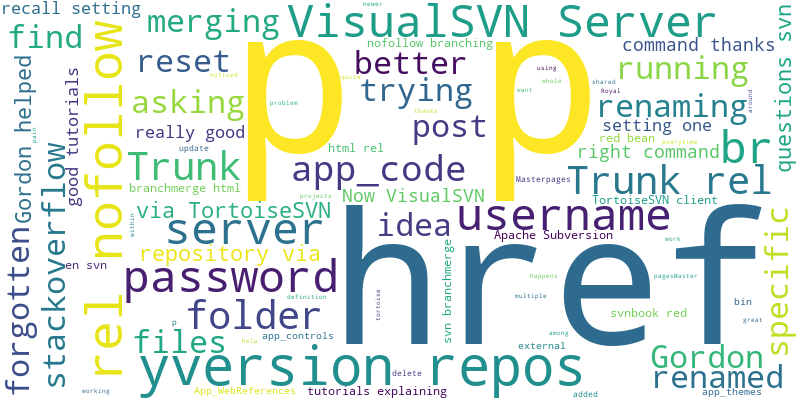 recall setting
merging
VisualSVN Server
newer
find
nofollow branching
command thanks
questions svn
reset
better
running
noticed
quite
trying
asking
problem
using
want
whole
shared
Royal
around
renaming
Gordon helped
pain
good tutorials
rel nofollow
really good
thanks
post
setting one
red bean
everytime
br
update
html rel
right command
p p
Trunk
app_code
Masterpages
Trunk rel
branchmerge html
projects
Now VisualSVN
TortoiseSVN client
stackoverflow
forgotten
via TortoiseSVN
idea
username
within
server
Apache Subversion
specific
repository via
en svn
password
href
svn branchmerge
work
happens
pagesMaster
tortoise
folder
definition
multiple
bin
p
svnbook red
among
great
files
app_controls
help
external
Gordon
yversion repos
renamed
delete
working
App_WebReferences
tutorials explaining
added
app_themes